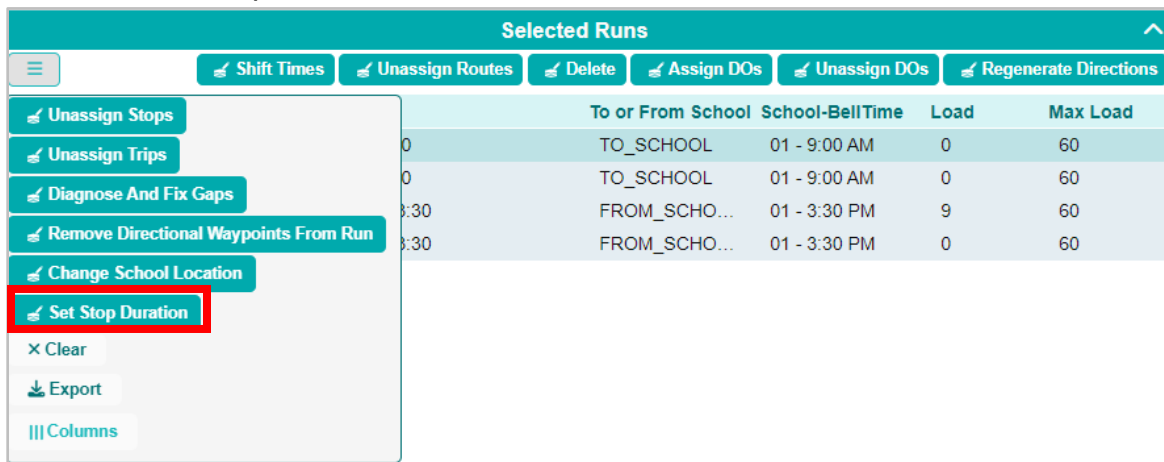 Selected Runs
Shift Times Unassign Routes Delete Assign DOs Unassign DOs Regenerate Directions
Unassign Stops
Unassign Trips
Diagnose And Fix Gaps
Remove Directional Waypoints From Run
Change School Location
Set Stop Duration
Clear
Export
Columns
To or From School School-BellTime Load Max Load
0 TO_SCHOOL 01 - 9:00 AM 0 60
0 TO_SCHOOL 01 - 9:00 AM 0 60
3:30 FROM_SCHO... 01 - 3:30 PM 9 60
3:30 FROM_SCHO... 01 - 3:30 PM 0 60